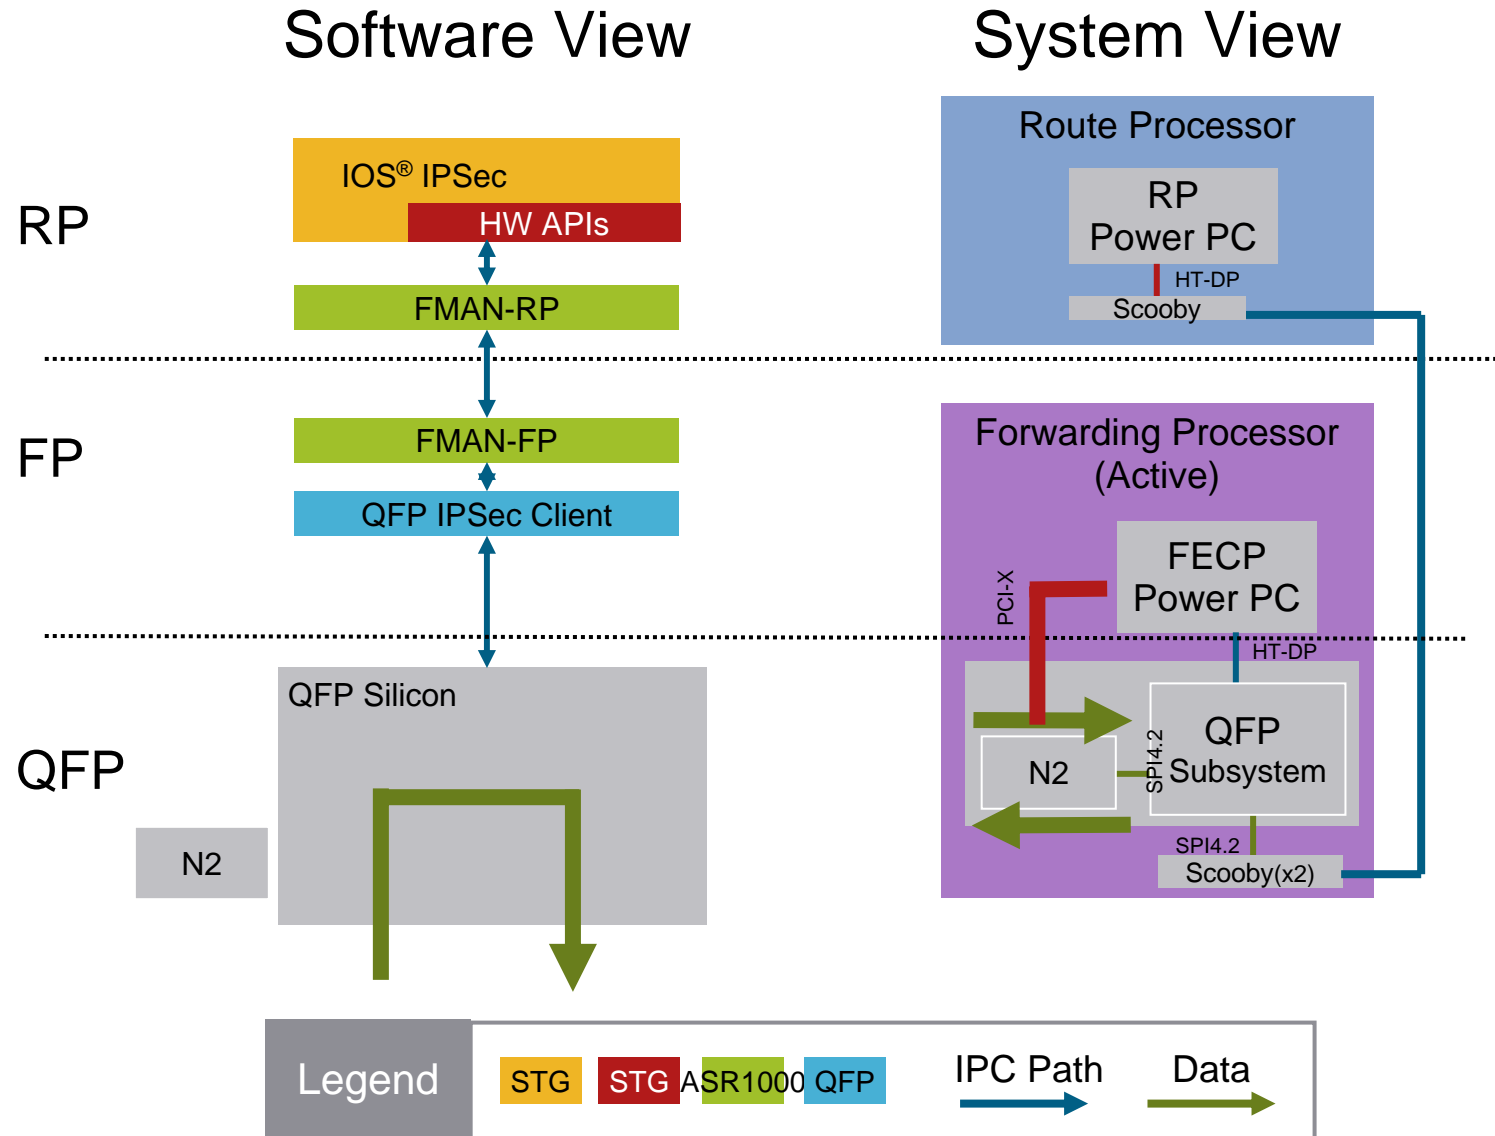 Software View
System View
RP
IOS® IPSec
HW APIs
FMAN-RP
Route Processor
RP
Power PC
HT-DP
Scooby
FP
FMAN-FP
QFP IPSec Client
Forwarding Processor
(Active)
FECP
Power PC
PCI-X
HT-DP
QFP
QFP Silicon
N2
N2
SPI4.2
QFP
Subsystem
SPI4.2
Scooby(x2)
Legend
STG
STG
ASR1000
QFP
IPC Path
Data